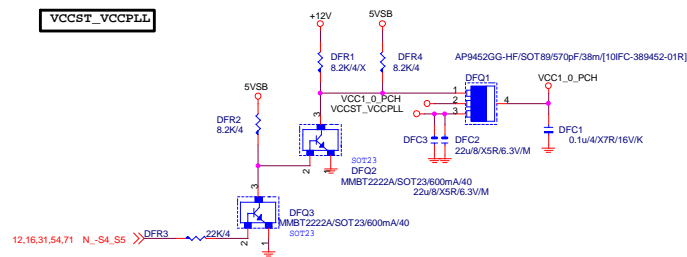 VCCST_VCCPLL
+12V
5VSB
DFR1
8.2K/4/X
DFR4
8.2K/4
AP9452GG-HF/SOT89/570pF/38m/[10IFC-389452-01R]
DFQ1
VCC1_0_PCH
5VSB
1
VCC1_0_PCH
2
4
VCCST_VCCPLL
3
DFR2
8.2K/4
3
DFC3
DFC2
22u/8/X5R/6.3V/M
22u/8/X5R/6.3V/M
DFC1
0.1u/4/X7R/16V/K
SOT23
2
1
DFQ2
MMBT2222A/SOT23/600mA/40
3
DFQ3
MMBT2222A/SOT23/600mA/40
SOT23
12,16,31,54,71 N_-S4_S5
DFR3
22K/4
2
1